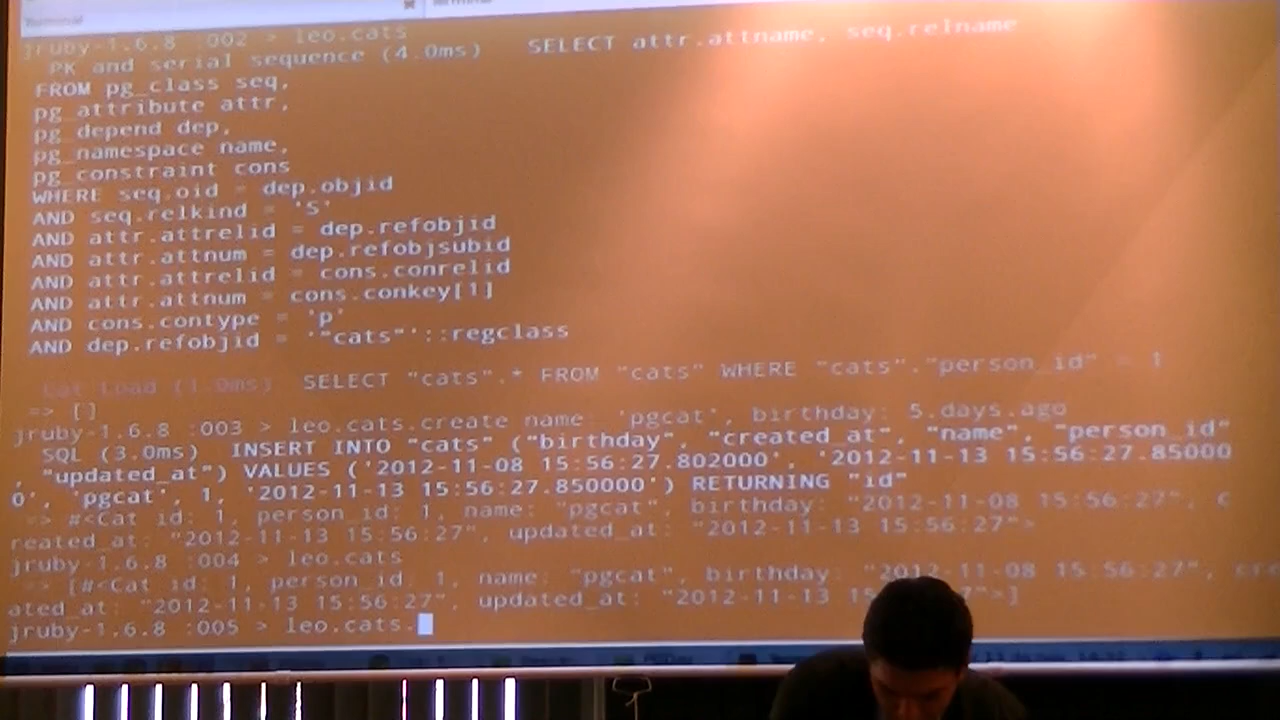 Terminal
jruby-1.6.8 :002 > leo.cats
PK and serial sequence (4.0ms)   SELECT attr.attname, seq.relname
FROM pg_class seq,
pg_attribute attr,
pg_depend dep,
pg_namespace name,
pg_constraint cons
WHERE seq.oid = dep.objid
AND seq.relkind = 'S'
AND attr.attrelid = dep.refobjid
AND attr.attnum = dep.refobjsubid
AND attr.attrelid = cons.conrelid
AND attr.attnum = cons.conkey[1]
AND cons.contype = 'p'
AND dep.refobjid = '"cats"'::regclass
Cat Load (1.0ms)  SELECT "cats".* FROM "cats" WHERE "cats"."person_id" = 1
=> []
jruby-1.6.8 :003 > leo.cats.create name: 'pgcat', birthday: 5.days.ago
SQL (3.0ms)  INSERT INTO "cats" ("birthday", "created_at", "name", "person_id"
, "updated_at") VALUES ('2012-11-08 15:56:27.802000', '2012-11-13 15:56:27.85000
0', 'pgcat', 1, '2012-11-13 15:56:27.850000') RETURNING "id"
=> #<Cat id: 1, person_id: 1, name: "pgcat", birthday: "2012-11-08 15:56:27", c
reated_at: "2012-11-13 15:56:27", updated_at: "2012-11-13 15:56:27">
jruby-1.6.8 :004 > leo.cats
=> [#<Cat id: 1, person_id: 1, name: "pgcat", birthday: "2012-11-08 15:56:27", cre
ated_at: "2012-11-13 15:56:27", updated_at: "2012-11-13 15 7">]
jruby-1.6.8 :005 > leo.cats.